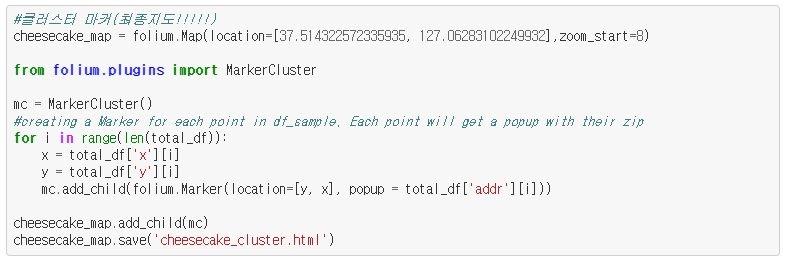 #클러스터 마커(최종지도!!!!!)
cheesecake_map = folium.Map(location=[37.514322572335935, 127.06283102249932],zoom_start=8)
from folium.plugins import MarkerCluster
mc = MarkerCluster()
#creating a Marker for each point in df_sample. Each point will get a popup with their zip
for i in range(len(total_df)):
    x = total_df['x'][i]
    y = total_df['y'][i]
    mc.add_child(folium.Marker(location=[y, x], popup = total_df['addr'][i]))
cheesecake_map.add_child(mc)
cheesecake_map.save('cheesecake_cluster.html')